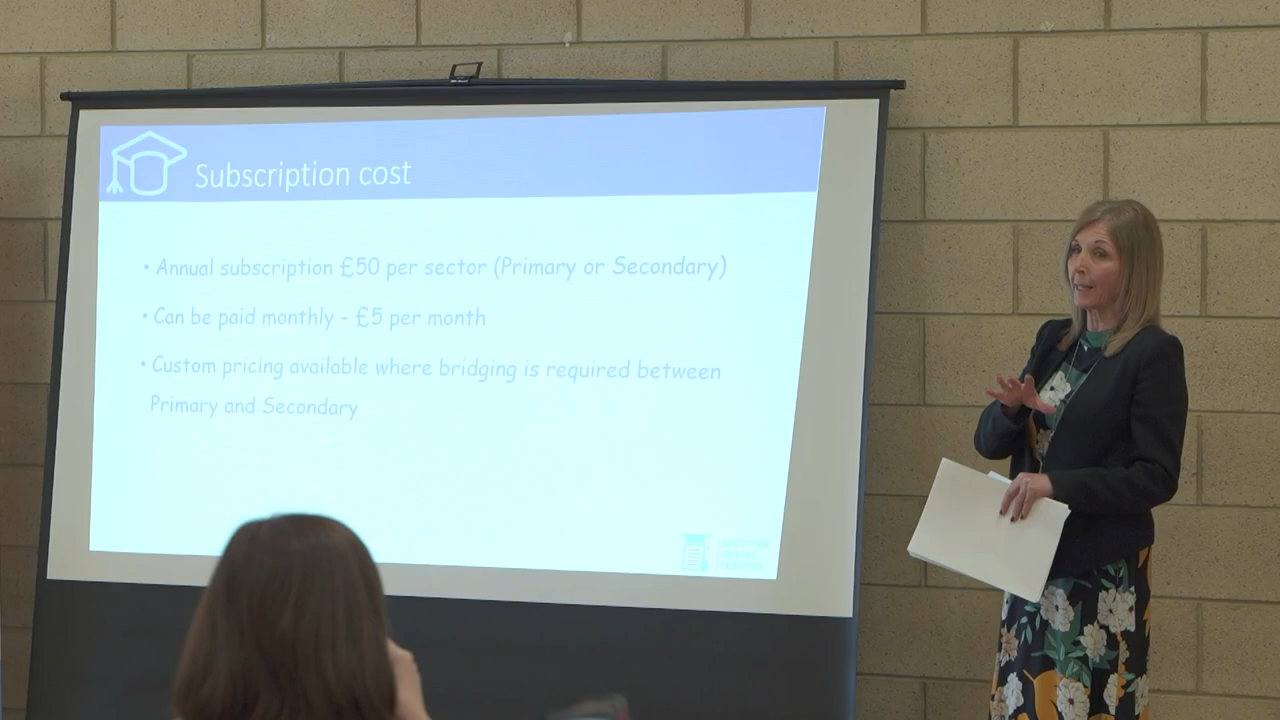 Subscription cost
• Annual subscription £50 per sector (Primary or Secondary)
• Can be paid monthly - £5 per month
• Custom pricing available where bridging is required between
Primary and Secondary